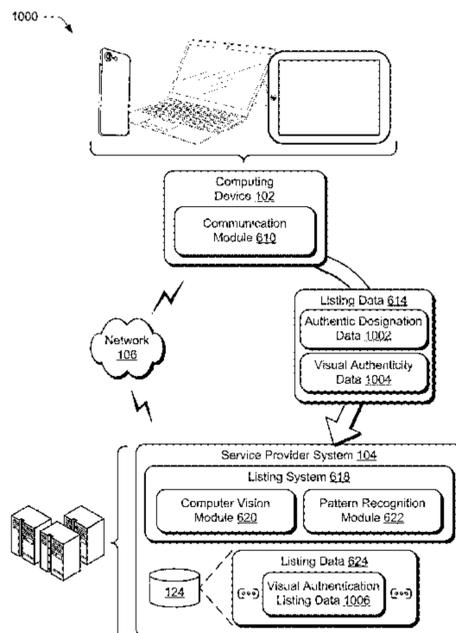 1000
Computing
Device 102
Communication
Module 610
Listing Data 614
Authentic Designation
Data 1002
Visual Authenticity
Data 1004
Network
106
Service Provider System 104
Listing System 618
Computer Vision
Module 620
Pattern Recognition
Module 622
Listing Data 624
Visual Authentication
Listing Data 1006
124